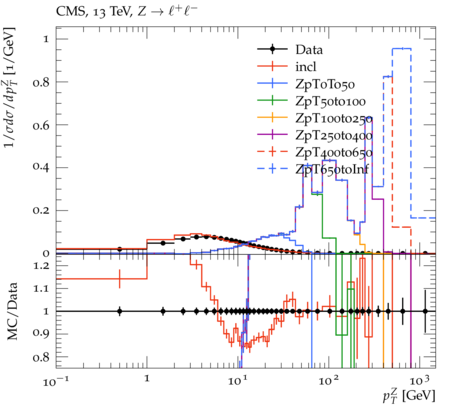 CMS, 13 TeV, Z → ℓ⁺ℓ⁻
1/σdσ/dp_T^Z [1/GeV]
1
0.8
0.6
0.4
0.2
0
Data
incl
ZpT0To50
ZpT50to100
ZpT100to250
ZpT250to400
ZpT400to650
ZpT650toInf
MC/Data
1.2
1.1
1
0.9
0.8
10⁻¹ 1 10¹ 10² 10³
p_T^Z [GeV]